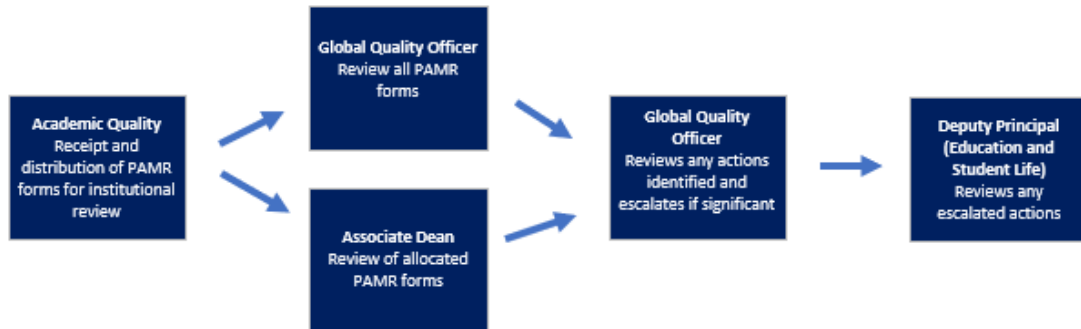 Academic Quality
Receipt and
distribution of PAMR
forms for institutional
review
Global Quality Officer
Review all PAMR
forms
Associate Dean
Review of allocated
PAMR forms
Global Quality
Officer
Reviews any actions
identified and
escalates if significant
Deputy Principal
(Education and
Student Life)
Reviews any
escalated actions